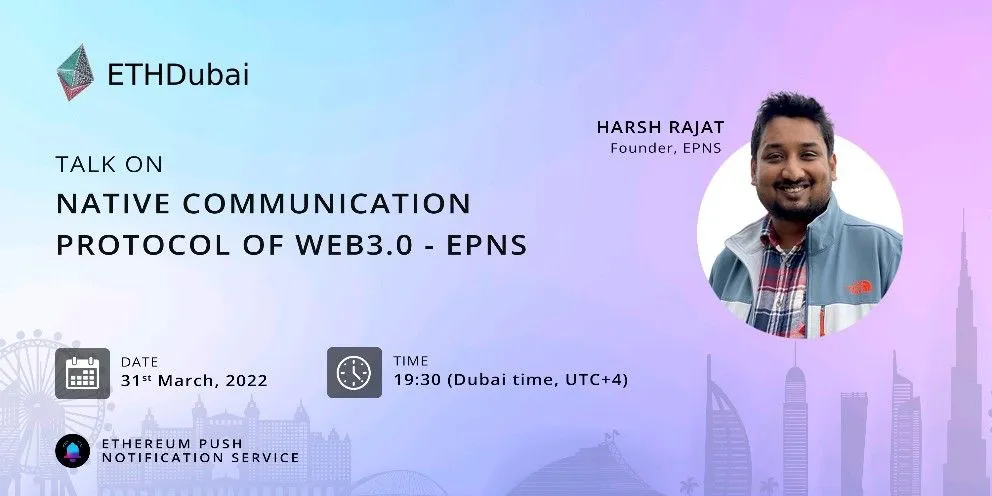 ETHDubai
HARSH RAJAT
Founder, EPNS
TALK ON
NATIVE COMMUNICATION
PROTOCOL OF WEB3.0 - EPNS
DATE
31st March, 2022
TIME
19:30 (Dubai time, UTC+4)
ETHEREUM PUSH
NOTIFICATION SERVICE